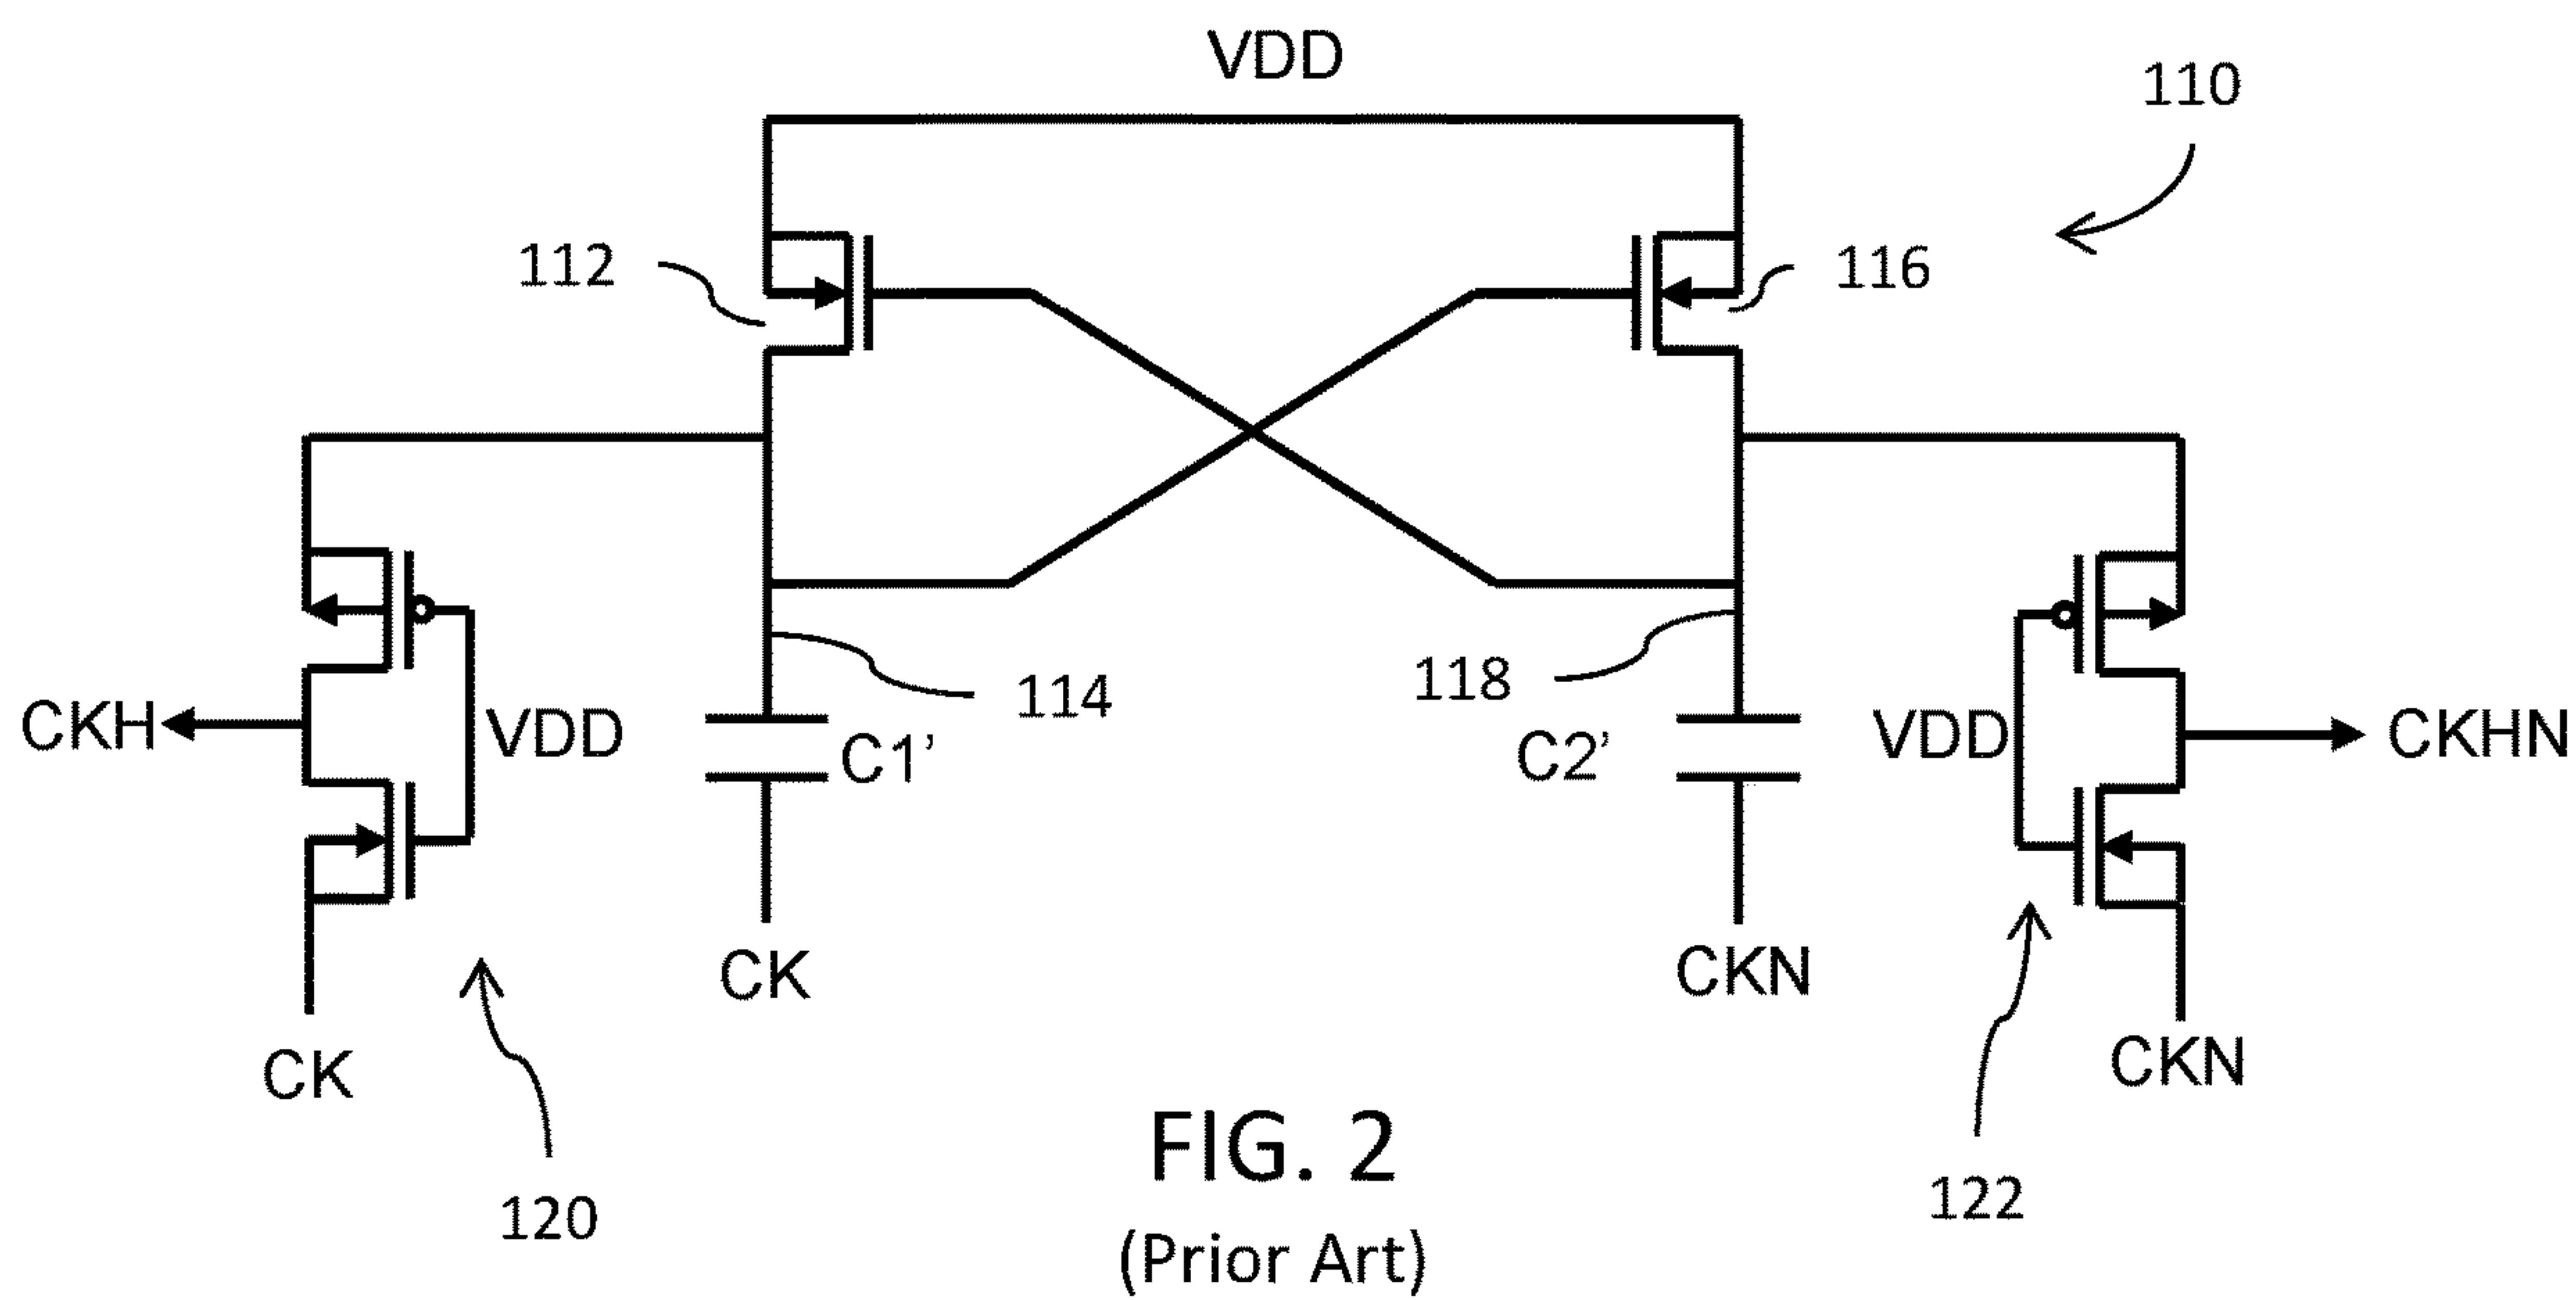 VDD
110
112
116
114
118
CKH
VDD
C1’
C2’
VDD
CKHN
CK
CKN
CK
CKN
120
122
FIG. 2
(Prior Art)